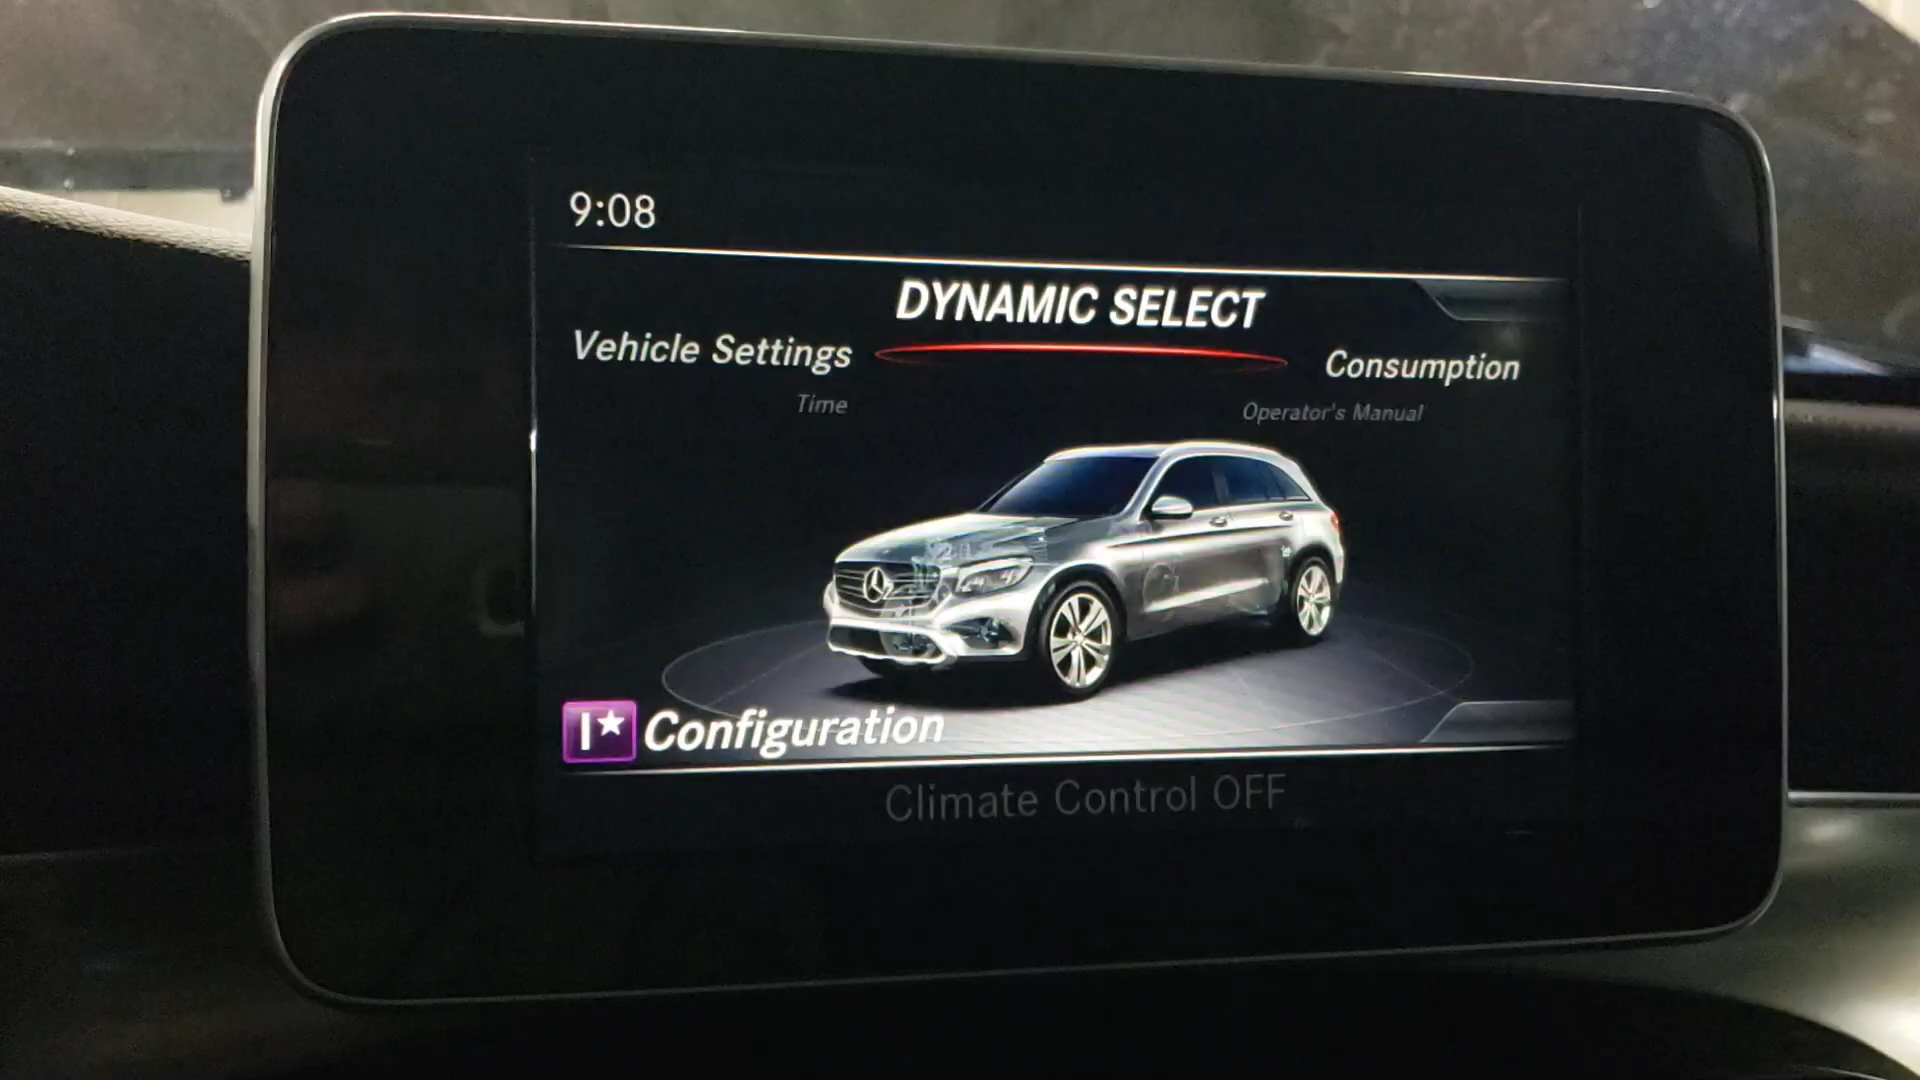 9:08
DYNAMIC SELECT
Vehicle Settings
Consumption
Time
Operator's Manual
I★ Configuration
Climate Control OFF